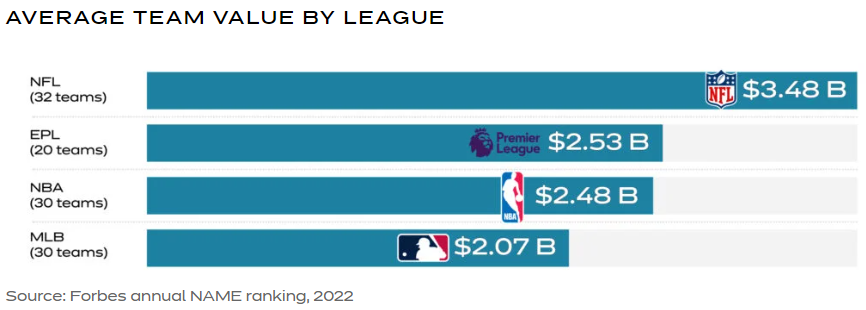 AVERAGE TEAM VALUE BY LEAGUE
NFL
(32 teams)
NFL
$3.48 B
EPL
(20 teams)
Premier
League
$2.53 B
NBA
(30 teams)
NBA
$2.48 B
MLB
(30 teams)
$2.07 B
Source: Forbes annual NAME ranking, 2022